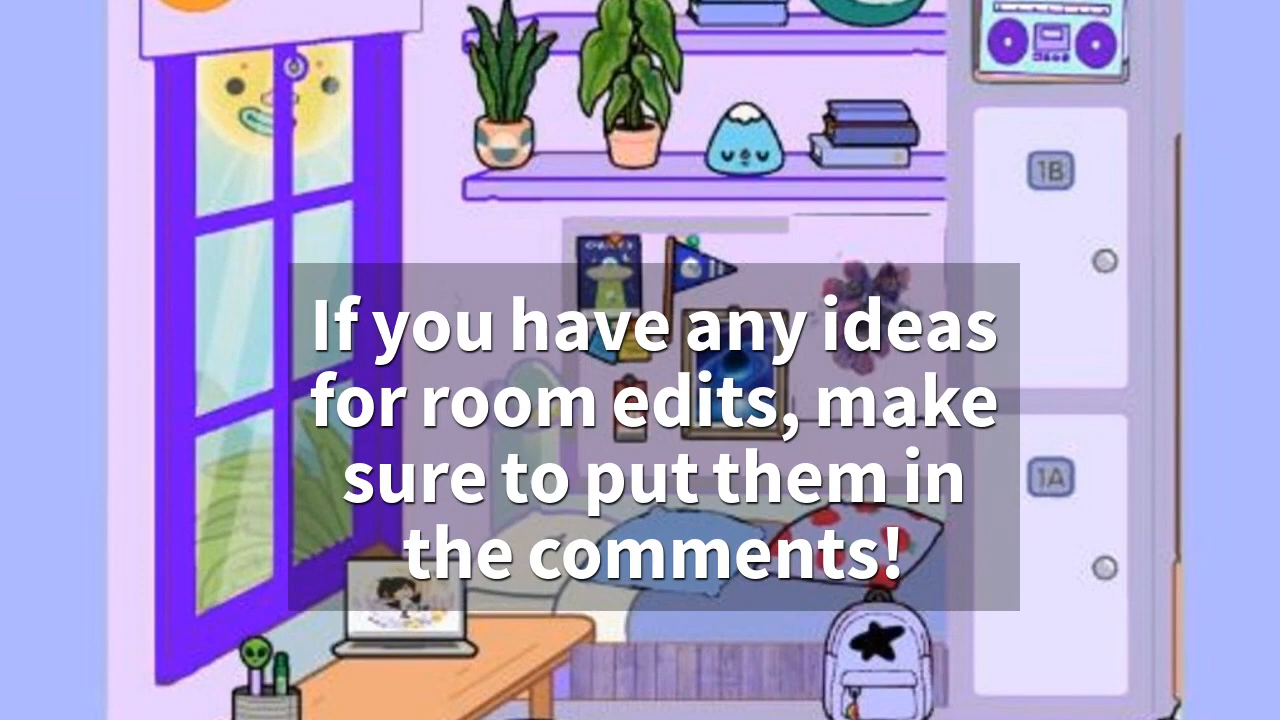 1B
If you have any ideas
for room edits, make
sure to put them in
1A
the comments!